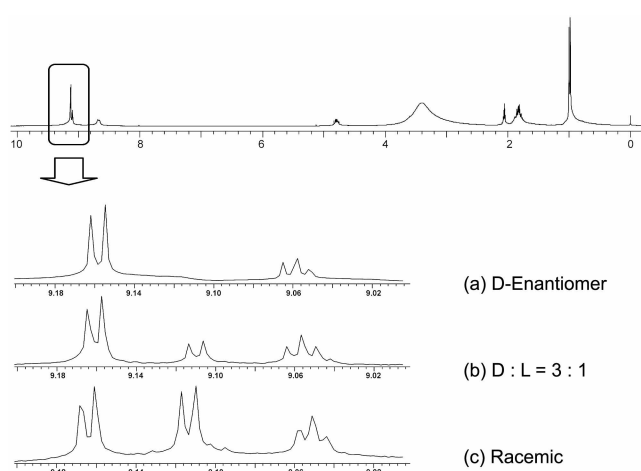 10 8 6 4 2 0
9.18 9.14 9.10 9.06 9.02
(a) D-Enantiomer
9.18 9.14 9.10 9.06 9.02
(b) D : L = 3 : 1
(c) Racemic